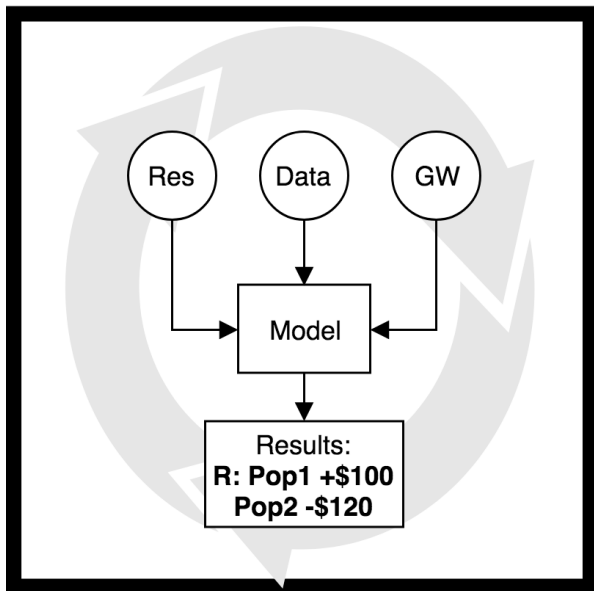 Res
Data
GW
Model
Results:
R: Pop1 +$100
Pop2 -$120